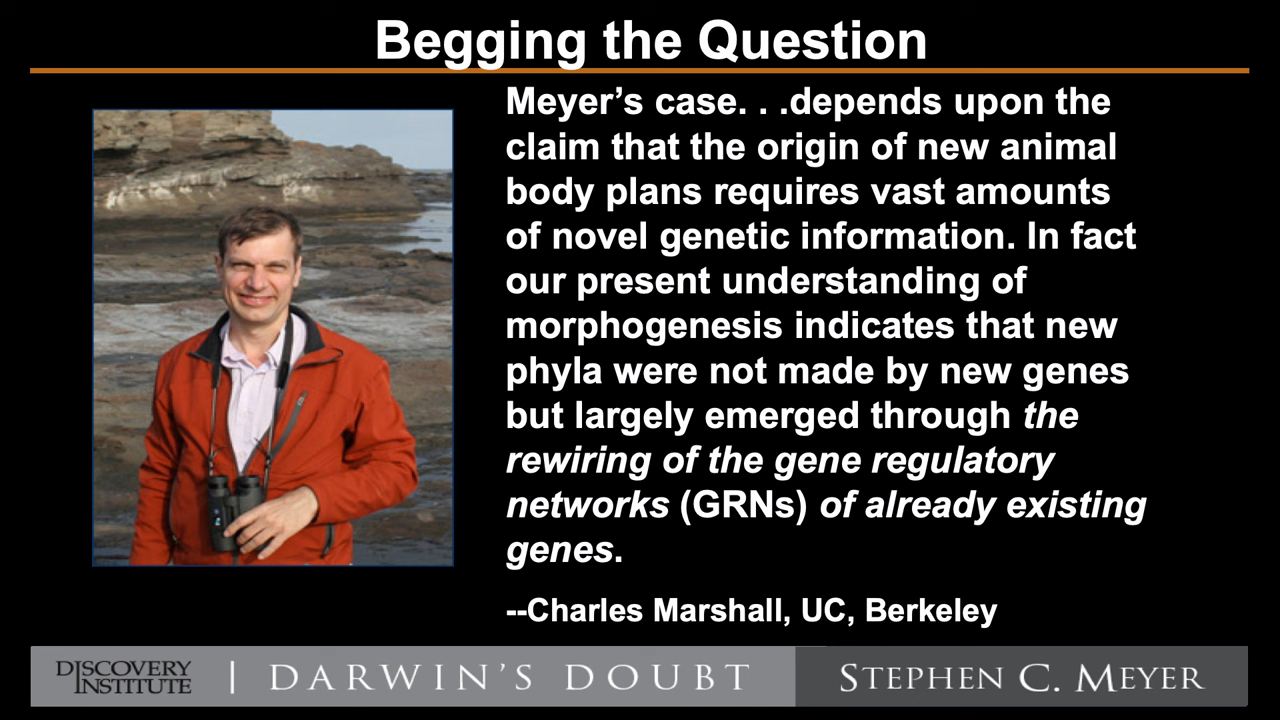 Begging the Question
Meyer’s case. . .depends upon the
claim that the origin of new animal
body plans requires vast amounts
of novel genetic information. In fact
our present understanding of
morphogenesis indicates that new
phyla were not made by new genes
but largely emerged through the
rewiring of the gene regulatory
networks (GRNs) of already existing
genes.
--Charles Marshall, UC, Berkeley
DISCOVERY
INSTITUTE
| DARWIN’S DOUBT
STEPHEN C. MEYER